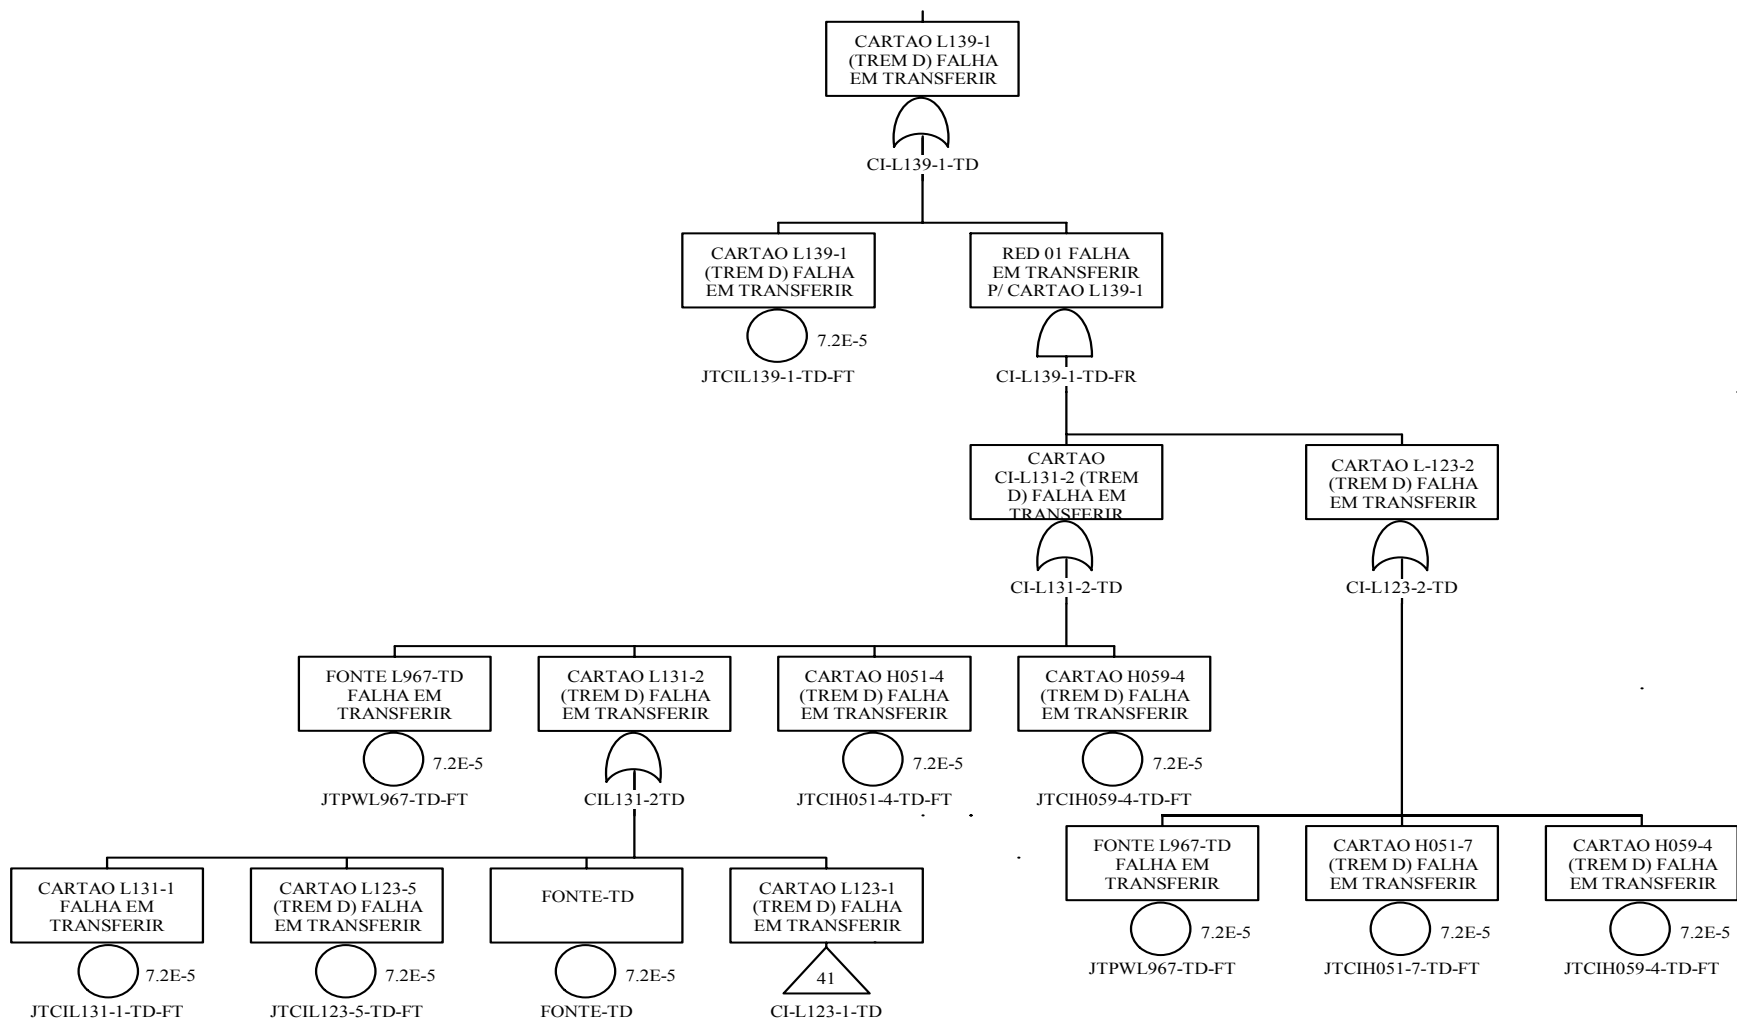 CARTAO L139-1
(TREM D) FALHA
EM TRANSFERIR
CI-L139-1-TD
CARTAO L139-1
(TREM D) FALHA
EM TRANSFERIR
7.2E-5
JTCIL139-1-TD-FT
RED 01 FALHA
EM TRANSFERIR
P/ CARTAO L139-1
CI-L139-1-TD-FR
CARTAO
CI-L131-2 (TREM
D) FALHA EM
TRANSFERIR
CI-L131-2-TD
CARTAO L-123-2
(TREM D) FALHA
EM TRANSFERIR
CI-L123-2-TD
FONTE L967-TD
FALHA EM
TRANSFERIR
7.2E-5
JTPWL967-TD-FT
CARTAO L131-2
(TREM D) FALHA
EM TRANSFERIR
CIL131-2TD
CARTAO H051-4
(TREM D) FALHA
EM TRANSFERIR
7.2E-5
JTCIH051-4-TD-FT
CARTAO H059-4
(TREM D) FALHA
EM TRANSFERIR
7.2E-5
JTCIH059-4-TD-FT
FONTE L967-TD
FALHA EM
TRANSFERIR
7.2E-5
JTPWL967-TD-FT
CARTAO H051-7
(TREM D) FALHA
EM TRANSFERIR
7.2E-5
JTCIH051-7-TD-FT
CARTAO H059-4
(TREM D) FALHA
EM TRANSFERIR
7.2E-5
JTCIH059-4-TD-FT
CARTAO L131-1
FALHA EM
TRANSFERIR
7.2E-5
JTCIL131-1-TD-FT
CARTAO L123-5
(TREM D) FALHA
EM TRANSFERIR
7.2E-5
JTCIL123-5-TD-FT
FONTE-TD
7.2E-5
FONTE-TD
CARTAO L123-1
(TREM D) FALHA
EM TRANSFERIR
41
CI-L123-1-TD